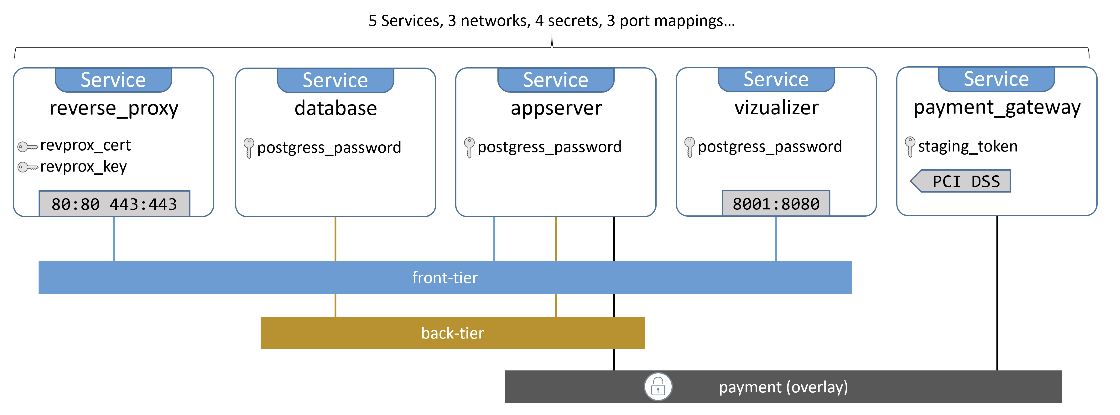 5 Services, 3 networks, 4 secrets, 3 port mappings...
Service
reverse_proxy
revprox_cert
revprox_key
80:80 443:443
Service
database
postgress_password
Service
appserver
postgress_password
Service
vizualizer
postgress_password
8001:8080
Service
payment_gateway
staging_token
PCI DSS
front-tier
back-tier
payment (overlay)